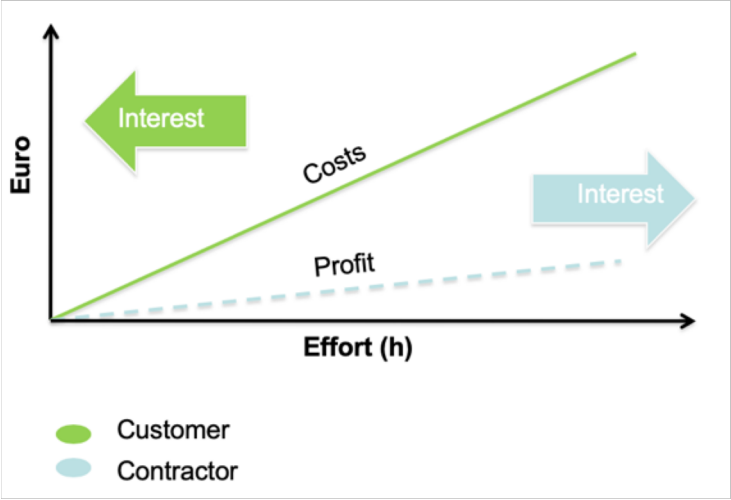 Interest
Costs
Interest
Profit
Euro
Effort (h)
Customer
Contractor